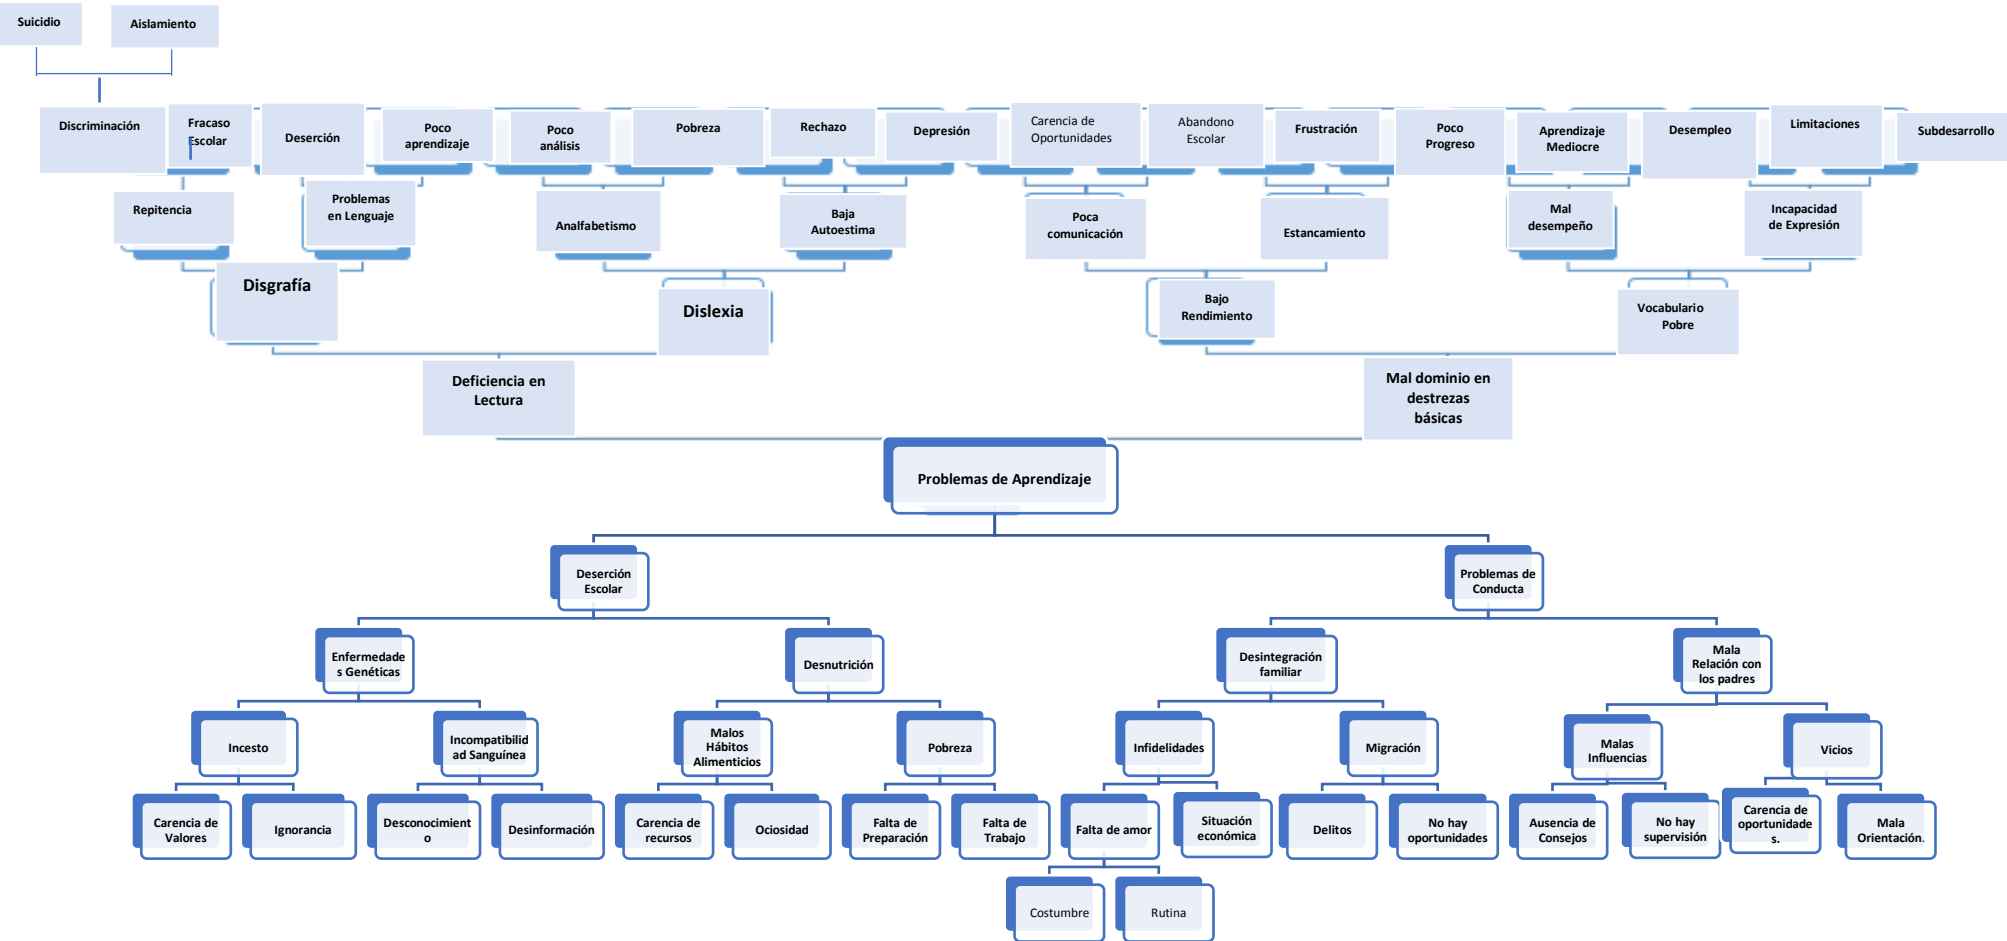 Suicidio
Aislamiento
Discriminación
Fracaso
Escolar
Deserción
Poco
aprendizaje
Poco
análisis
Pobreza
Rechazo
Depresión
Carencia de
Oportunidades
Abandono
Escolar
Frustración
Poco
Progreso
Aprendizaje
Mediocre
Desempleo
Limitaciones
Subdesarrollo
Repitencia
Problemas
en Lenguaje
Analfabetismo
Baja
Autoestima
Poca
comunicación
Estancamiento
Mal
desempeño
Incapacidad
de Expresión
Disgrafía
Dislexia
Bajo
Rendimiento
Vocabulario
Pobre
Deficiencia en
Lectura
Mal dominio en
destrezas
básicas
Problemas de Aprendizaje
Deserción
Escolar
Problemas de
Conducta
Enfermedade
s Genéticas
Desnutrición
Desintegración
familiar
Mala
Relación con
los padres
Incesto
Incompatibilid
ad Sanguínea
Malos
Hábitos
Alimenticios
Pobreza
Infidelidades
Migración
Malas
Influencias
Vicios
Carencia de
Valores
Ignorancia
Desconocimient
o
Desinformación
Carencia de
recursos
Ociosidad
Falta de
Preparación
Falta de
Trabajo
Falta de amor
Situación
económica
Delitos
No hay
oportunidades
Ausencia de
Consejos
No hay
supervisión
Carencia de
oportunidade
s.
Mala
Orientación.
Costumbre
Rutina